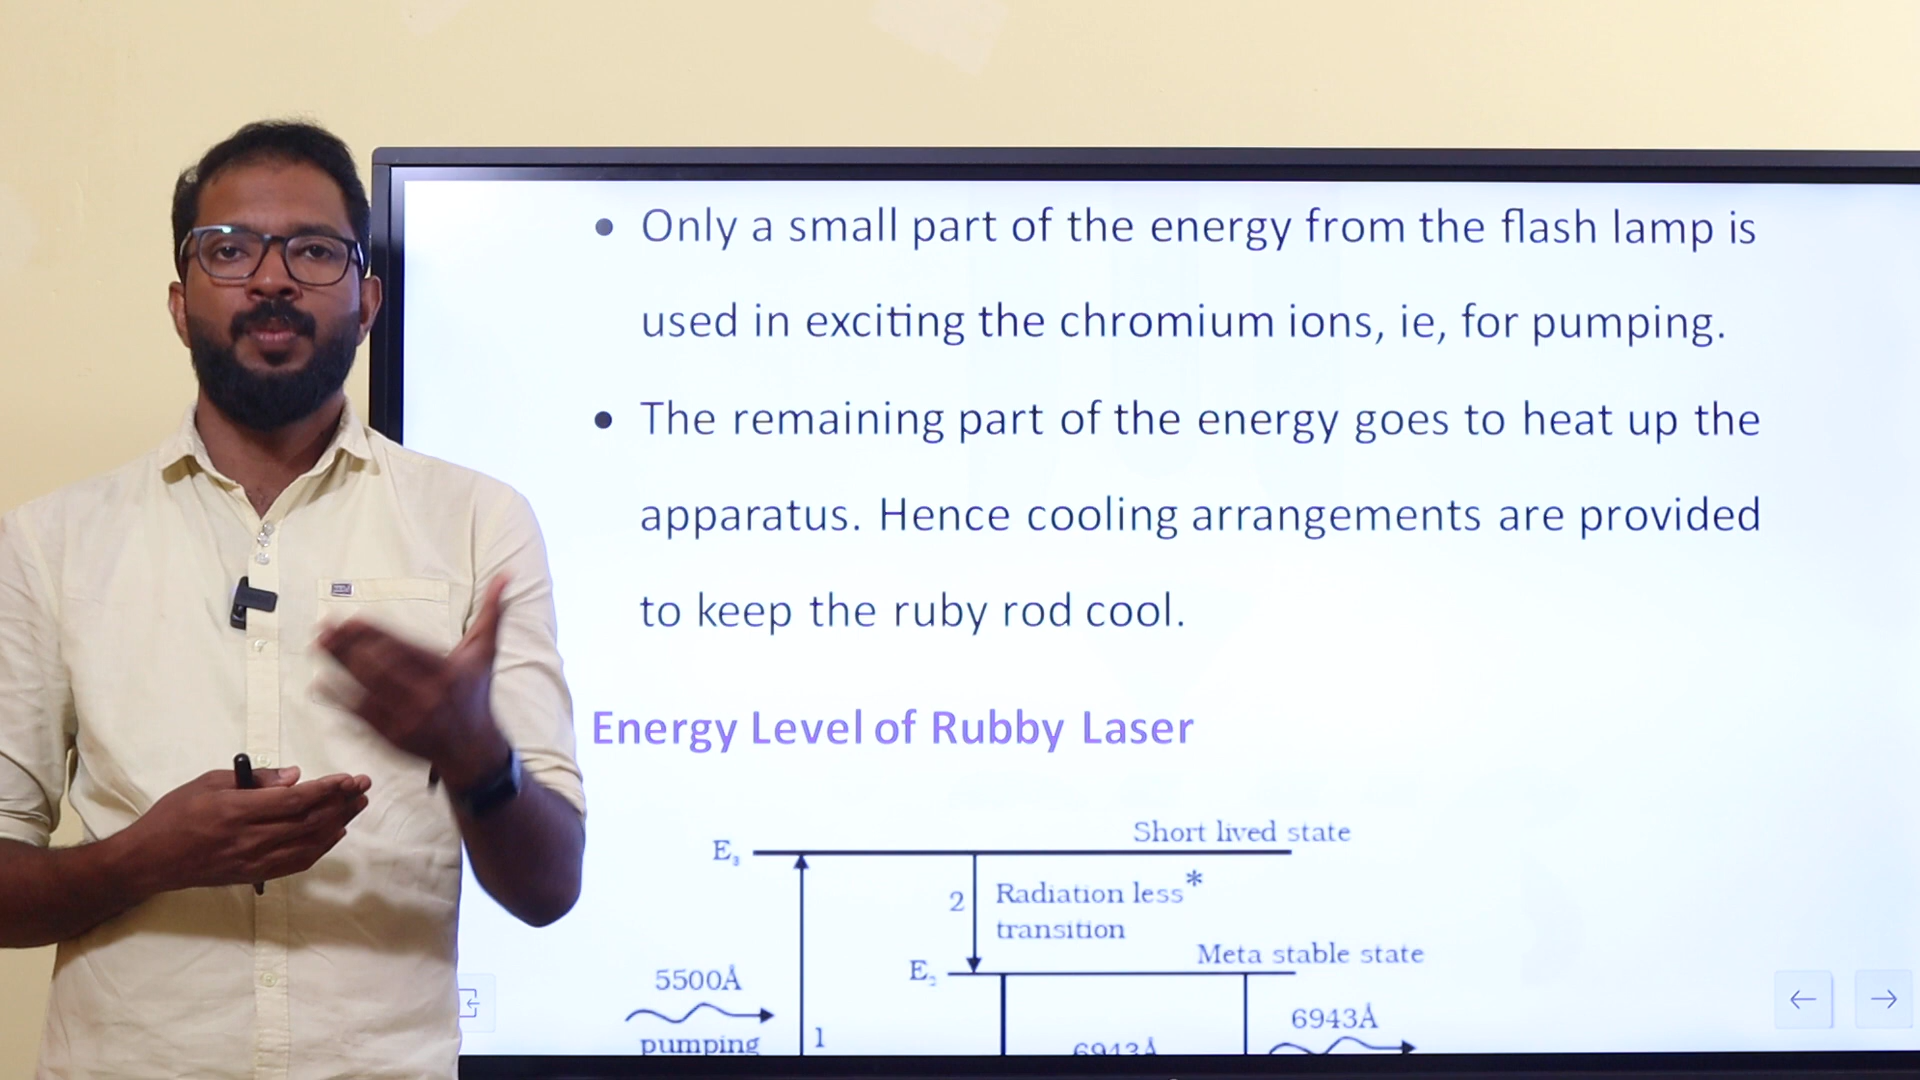 • Only a small part of the energy from the flash lamp is
used in exciting the chromium ions, ie, for pumping.
• The remaining part of the energy goes to heat up the
apparatus. Hence cooling arrangements are provided
to keep the ruby rod cool.
Energy Level of Rubby Laser
Short lived state
E₃
2 Radiation less*
transition
Meta stable state
E₂
5500Å
6943Å
pumping
1
6943Å